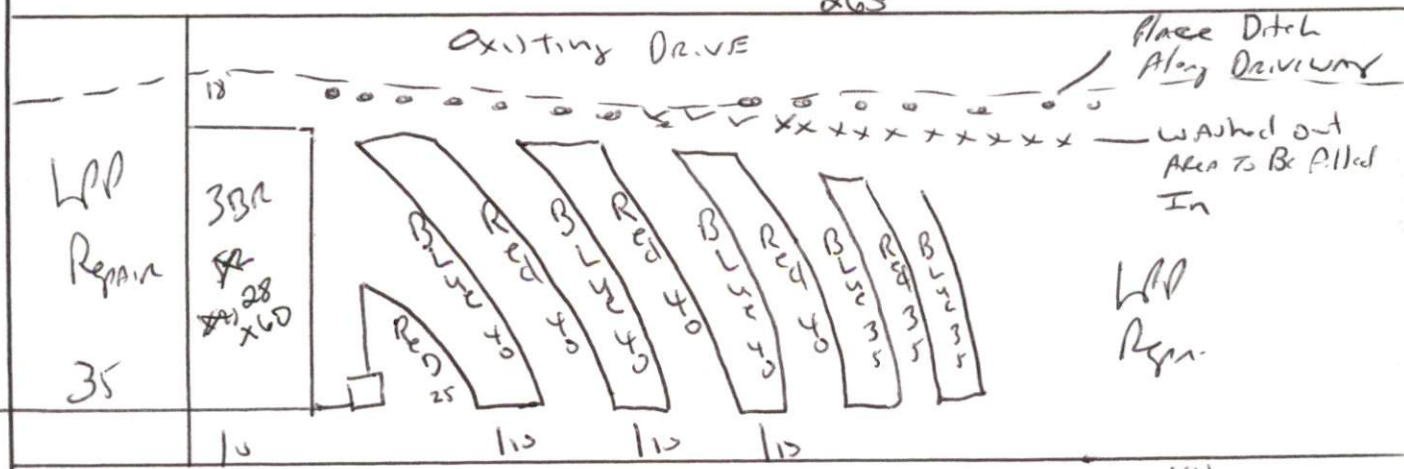 Existing DRIVE
Place Ditch
Along Driveway
18
washed out
Area To Be filled
In
LPP
Repair
35
3BR
28
x60
Red
25
Blue 40
Red 40
Blue 40
Red 40
Blue 40
Red 40
Blue 35
Red 35
Blue 35
LPP
Repr.
10
10
10
10